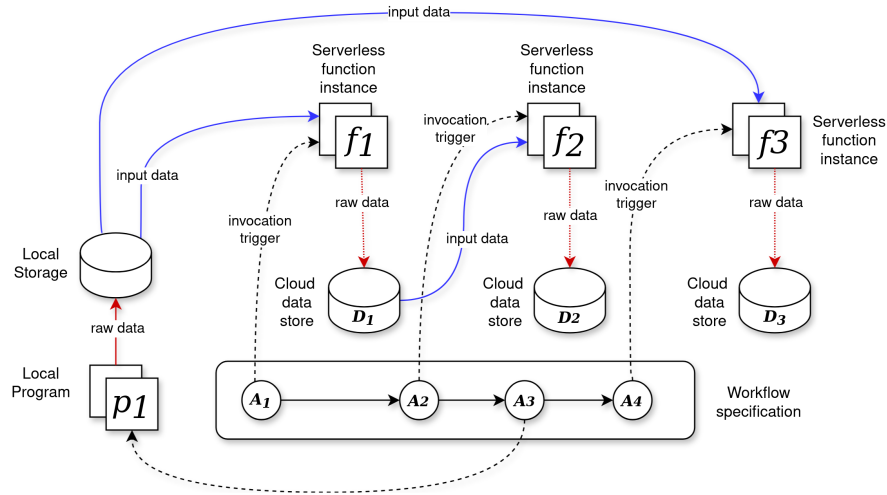 input data
Serverless
function
instance
Serverless
function
instance
invocation
trigger
f1
f2
f3
Serverless
function
instance
input data
invocation
trigger
raw data
raw data
raw data
invocation
trigger
input data
Local
Storage
Cloud
data
store
D1
Cloud
data
store
D2
Cloud
data
store
D3
raw data
Local
Program
p1
A1
A2
A3
A4
Workflow
specification